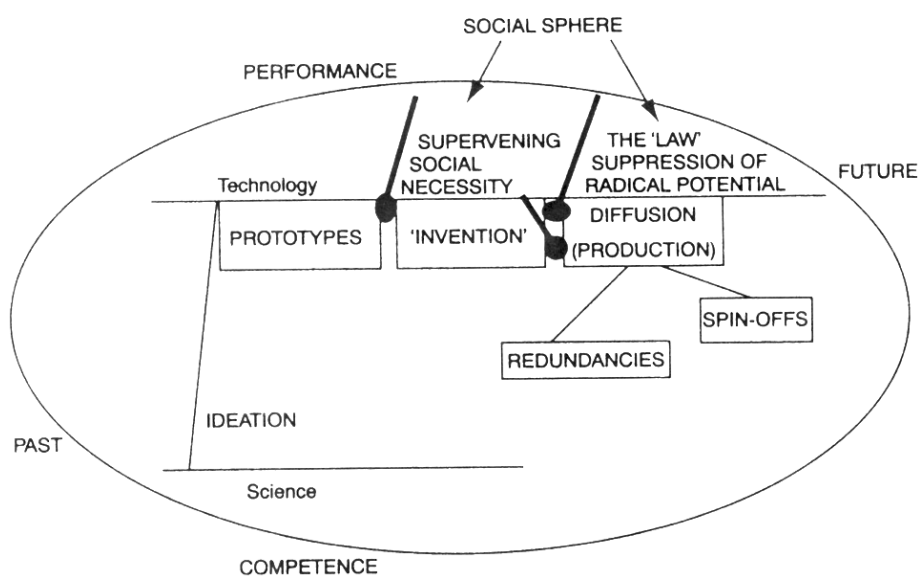 SOCIAL SPHERE
PERFORMANCE
SUPERVENING
SOCIAL
NECESSITY
THE 'LAW'
SUPPRESSION OF
RADICAL POTENTIAL
FUTURE
Technology
PROTOTYPES
'INVENTION'
DIFFUSION
(PRODUCTION)
SPIN-OFFS
REDUNDANCIES
IDEATION
PAST
Science
COMPETENCE